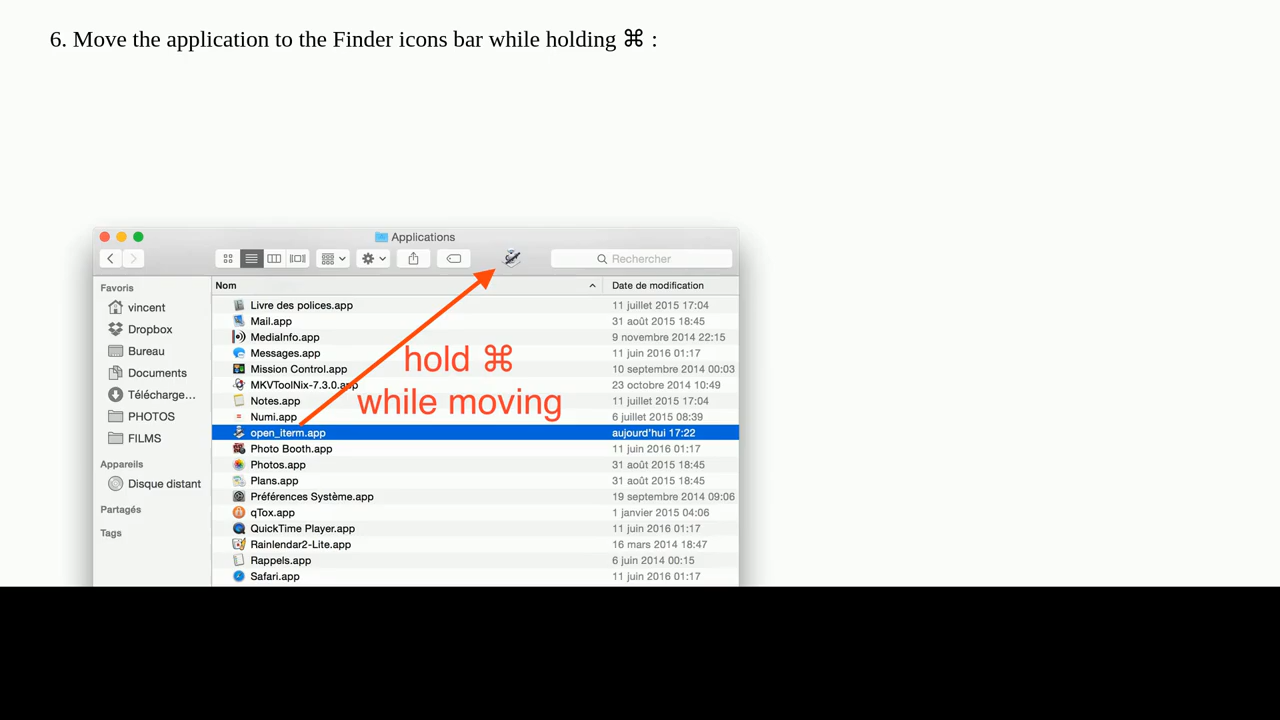 6. Move the application to the Finder icons bar while holding ⌘ :
Applications
Rechercher
Favoris
vincent
Dropbox
Bureau
Documents
Télécharge…
PHOTOS
FILMS
Appareils
Disque distant
Partagés
Tags
Nom Date de modification
Livre des polices.app 11 juillet 2015 17:04
Mail.app 31 août 2015 18:45
MediaInfo.app 9 novembre 2014 22:15
Messages.app 11 juin 2016 01:17
Mission Control.app 10 septembre 2014 00:03
MKVToolNix-7.3.0.app 23 octobre 2014 10:49
Notes.app 11 juillet 2015 17:04
Numi.app 6 juillet 2015 08:39
open_iterm.app aujourd'hui 17:22
Photo Booth.app 11 juin 2016 01:17
Photos.app 31 août 2015 18:45
Plans.app 31 août 2015 18:45
Préférences Système.app 19 septembre 2014 09:06
qTox.app 1 janvier 2015 04:06
QuickTime Player.app 11 juin 2016 01:17
Rainlendar2-Lite.app 16 mars 2014 18:47
Rappels.app 6 juin 2014 00:15
Safari.app 11 juin 2016 01:17
hold ⌘
while moving